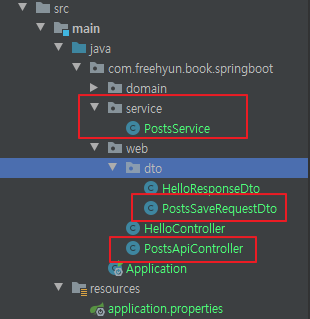 src
main
java
com.freehyun.book.springboot
domain
service
PostsService
web
dto
HelloResponseDto
PostsSaveRequestDto
HelloController
PostsApiController
Application
resources
application.properties